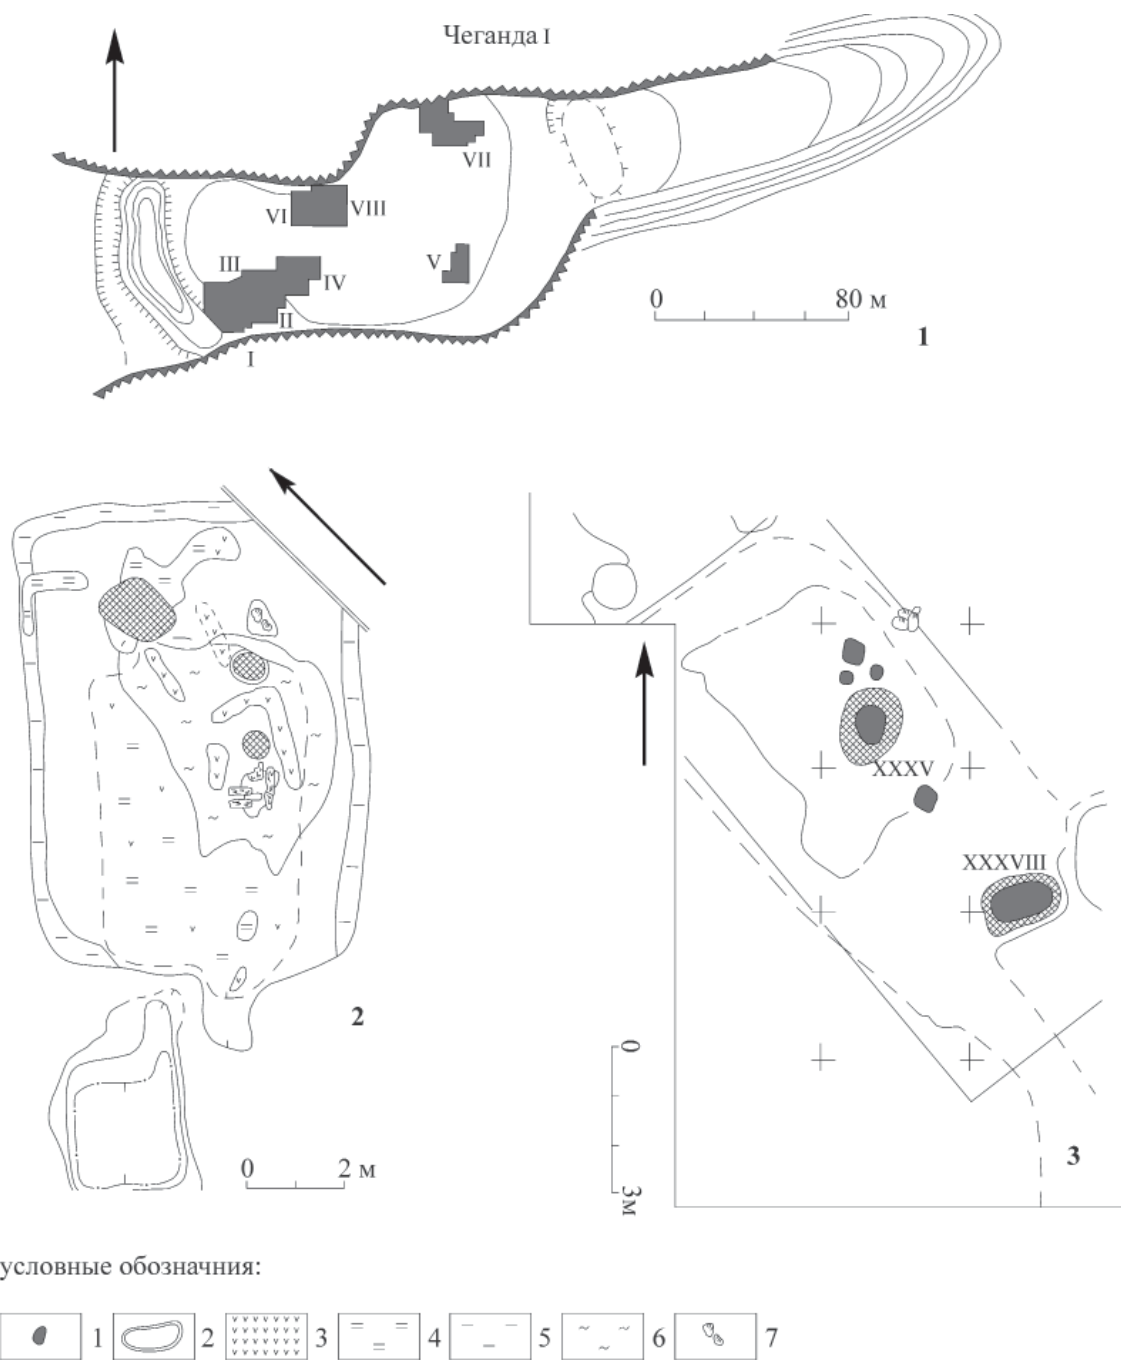 Чеганда I
VII
VI
VIII
III
IV
V
II
I
0 80 м
1
2
0 2 м
XXXV
XXXVIII
0
3м
3
условные обозначния:
1 2 3 4 5 6 7